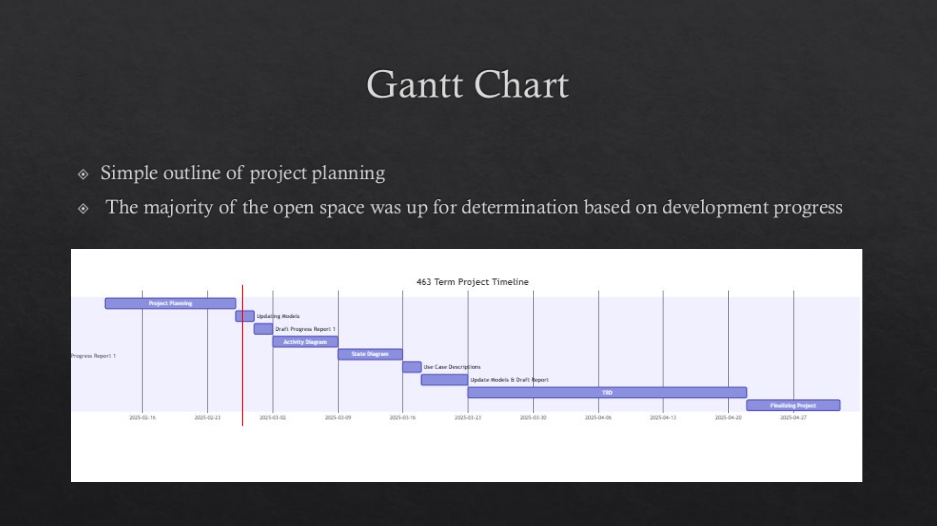 Gantt Chart
Simple outline of project planning
The majority of the open space was up for determination based on development progress
463 Term Project Timeline
Project Planning
Updating Models
Draft Progress Report 1
Activity Diagram
State Diagram
Progress Report 1
Use Case Descriptions
Update Models & Draft Report
TBD
Finalizing Project
2025-02-16 2025-02-23 2025-03-02 2025-03-09 2025-03-16 2025-03-23 2025-03-30 2025-04-06 2025-04-13 2025-04-20 2025-04-27